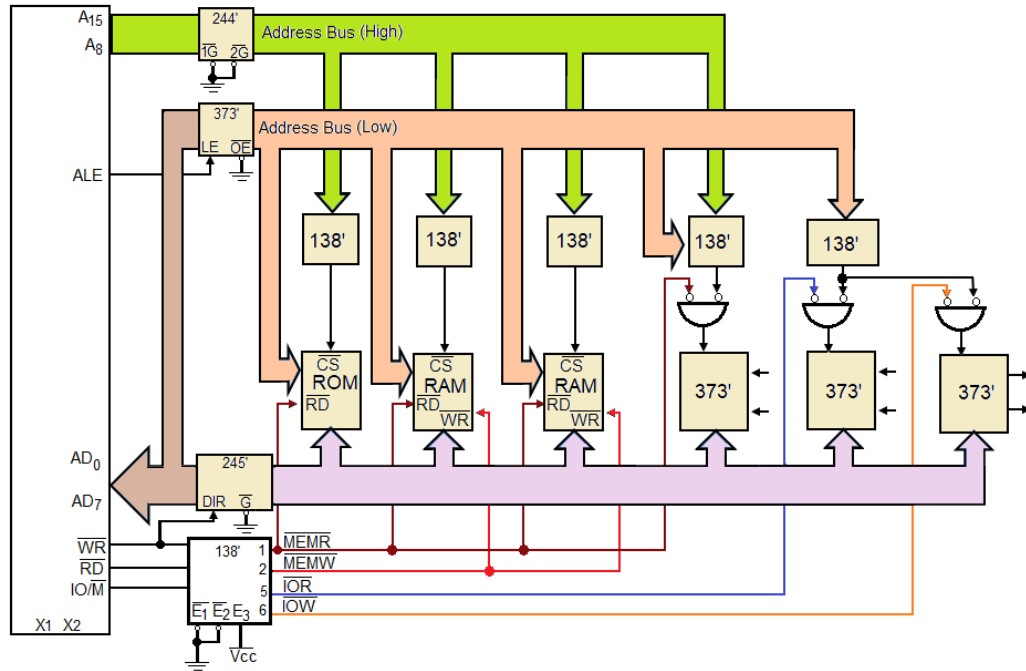 A15
A8
244'
1G 2G
Address Bus (High)
373'
LE OE
Address Bus (Low)
ALE
138'
138'
138'
138'
138'
CS
ROM
RD
CS
RAM
RD
WR
CS
RAM
RD
WR
373'
373'
373'
AD0
AD7
245'
DIR G
WR
RD
IO/M
X1 X2
138'
1
2
5
6
E1 E2 E3
Vcc
MEMR
MEMW
IOR
IOW